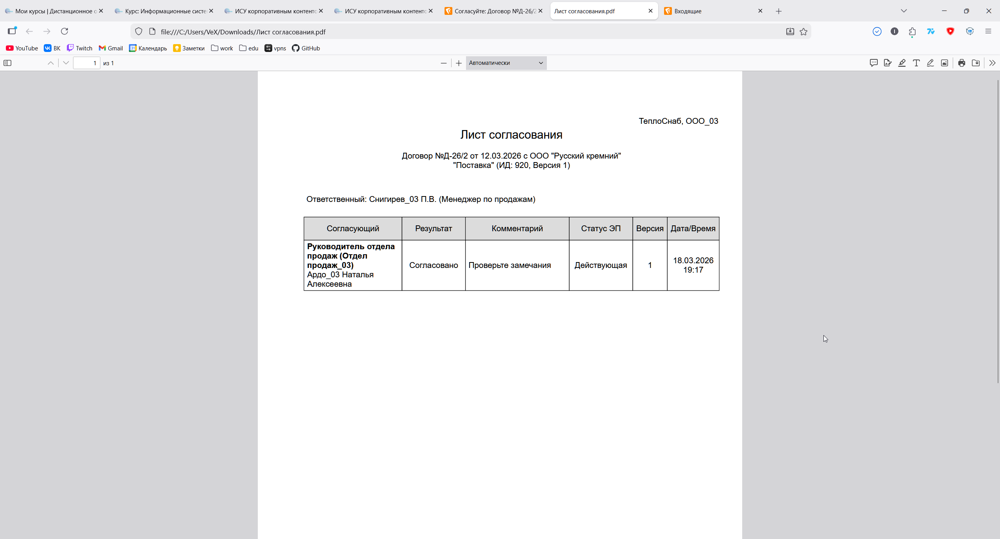 Мои курсы | Дистанционное о
Курс: Информационные систе
ИСУ корпоративным контенто
ИСУ корпоративным контенто
Согласуйте: Договор №Д-26/2
Лист согласования.pdf
Входящие
file:///C:/Users/VeX/Downloads/Лист согласования.pdf
YouTube
ВК
Twitch
Gmail
31 Календарь
Заметки
work
edu
vpns
GitHub
1 из 1
Автоматически
ТеплоСнаб, ООО_03
Лист согласования
Договор №Д-26/2 от 12.03.2026 с ООО "Русский кремний"
"Поставка" (ИД: 920, Версия 1)
Ответственный: Снигирев_03 П.В. (Менеджер по продажам)
Согласующий
Результат
Комментарий
Статус ЭП
Версия
Дата/Время
Руководитель отдела
продаж (Отдел
продаж_03)
Ардо_03 Наталья
Алексеевна
Согласовано
Проверьте замечания
Действующая
1
18.03.2026
19:17